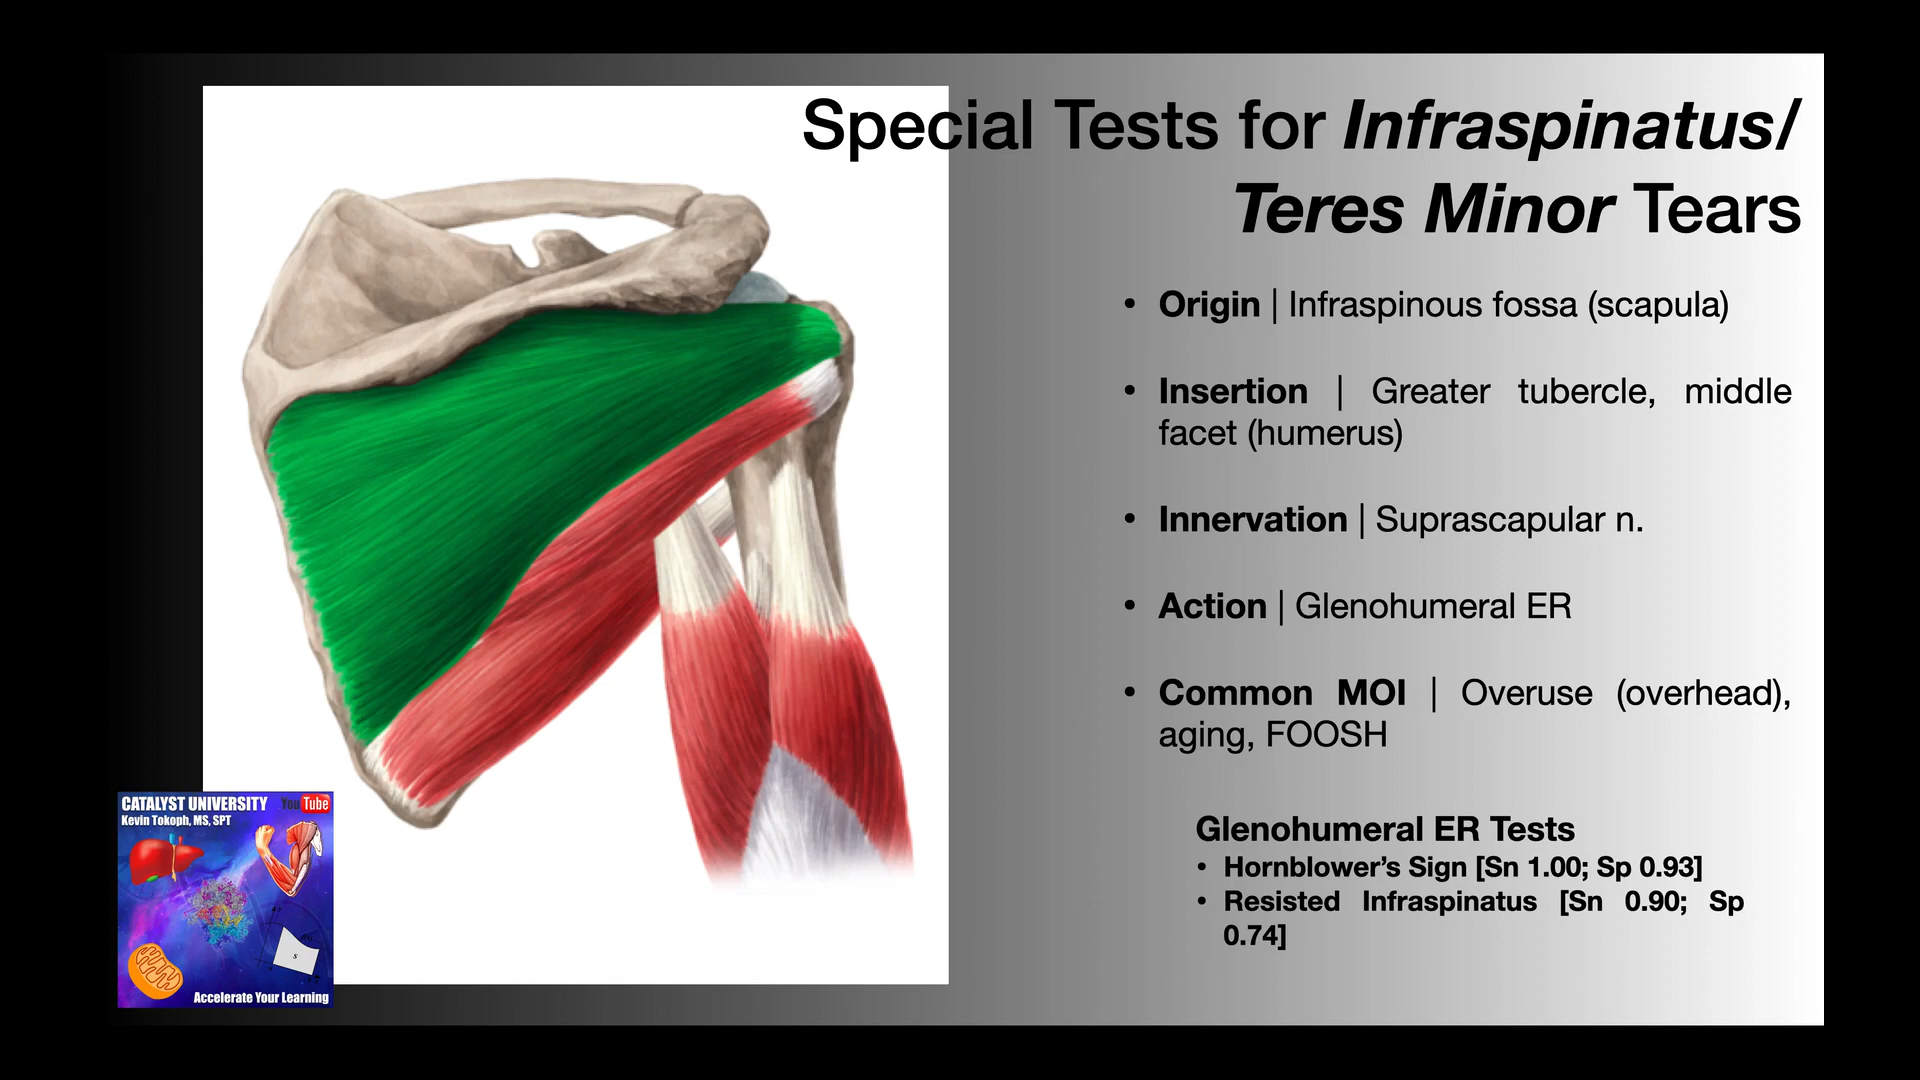 Special Tests for Infraspinatus/
Teres Minor Tears
• Origin | Infraspinous fossa (scapula)
• Insertion | Greater tubercle, middle
facet (humerus)
• Innervation | Suprascapular n.
• Action | Glenohumeral ER
• Common MOI | Overuse (overhead),
aging, FOOSH
Glenohumeral ER Tests
• Hornblower’s Sign [Sn 1.00; Sp 0.93]
• Resisted Infraspinatus [Sn 0.90; Sp
0.74]
CATALYST UNIVERSITY YouTube
Kevin Tokoph, MS, SPT
S
Accelerate Your Learning